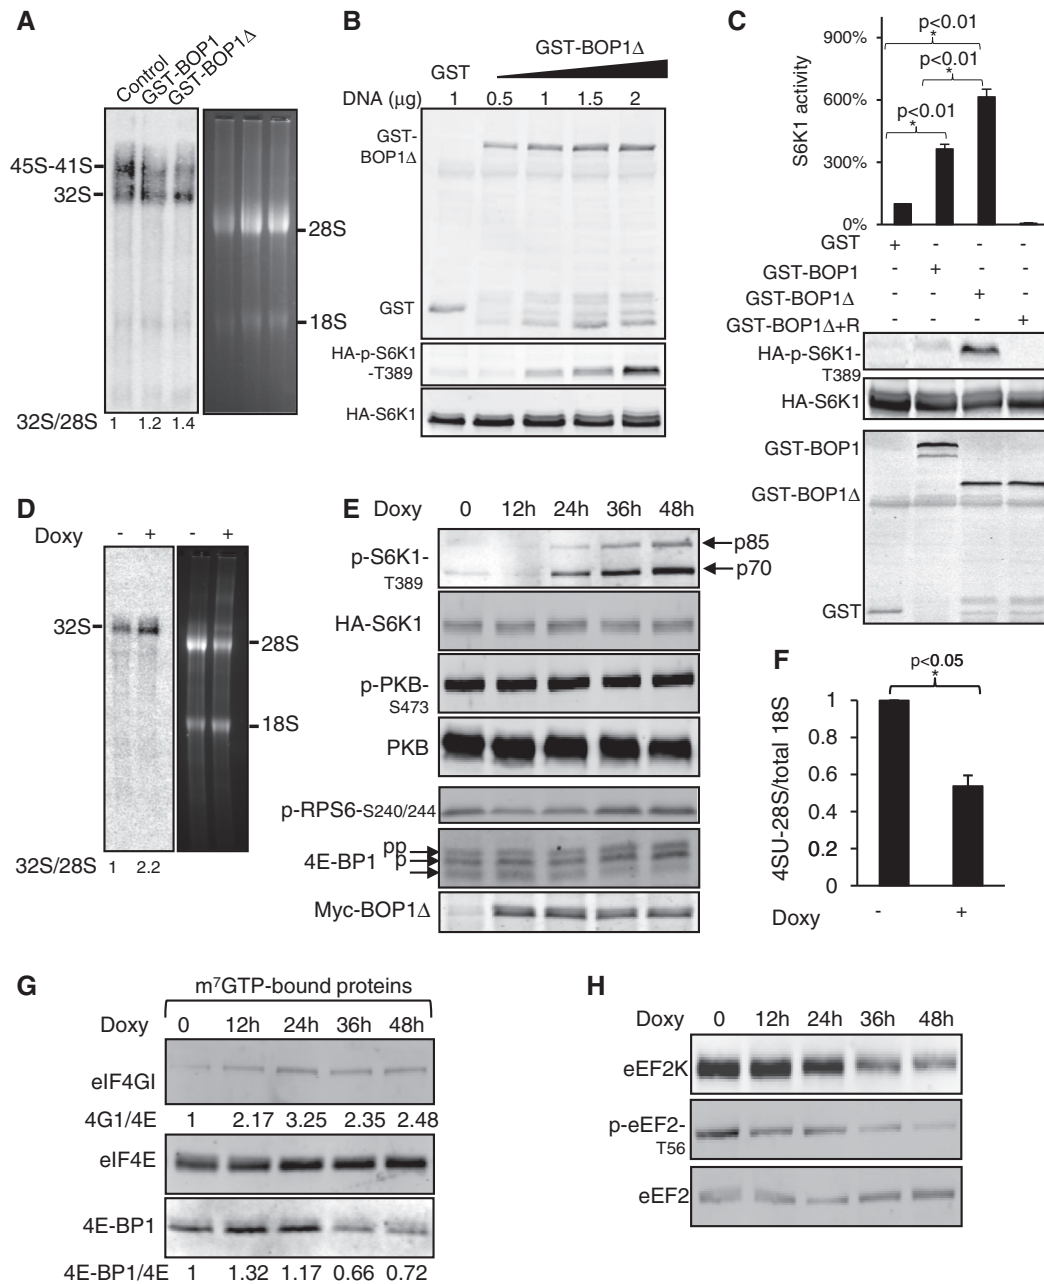 A
Control
GST-BOP1
GST-BOP1Δ
45S-41S
32S
28S
18S
32S/28S 1 1.2 1.4
B
GST-BOP1Δ
GST
DNA (μg) 1 0.5 1 1.5 2
GST-
BOP1Δ
GST
HA-p-S6K1
-T389
HA-S6K1
C
S6K1 activity
900%
600%
300%
0%
p<0.01
*
p<0.01
*
p<0.01
*
GST + - - -
GST-BOP1 - + - -
GST-BOP1Δ - - + -
GST-BOP1Δ+R - - - +
HA-p-S6K1-
T389
HA-S6K1
GST-BOP1
GST-BOP1Δ
GST
D
Doxy - + - +
32S
28S
18S
32S/28S 1 2.2
E
Doxy 0 12h 24h 36h 48h
p-S6K1-
T389
p85
p70
HA-S6K1
p-PKB-
S473
PKB
p-RPS6-S240/244
4E-BP1
pp
p
Myc-BOP1Δ
F
p<0.05
*
4SU-28S/total 18S
1
0.8
0.6
0.4
0.2
0
Doxy - +
G
m⁷GTP-bound proteins
Doxy 0 12h 24h 36h 48h
eIF4GI
4G1/4E 1 2.17 3.25 2.35 2.48
eIF4E
4E-BP1
4E-BP1/4E 1 1.32 1.17 0.66 0.72
H
Doxy 0 12h 24h 36h 48h
eEF2K
p-eEF2-
T56
eEF2